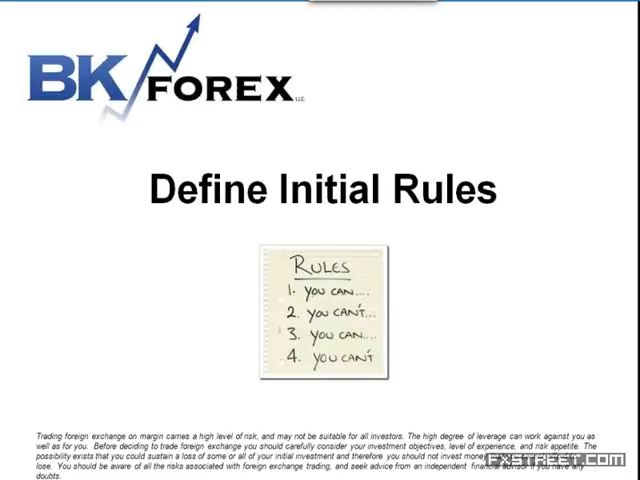 BK FOREX LLC
Define Initial Rules
RULES
1. YOU CAN....
2. YOU CAN'T...
3. YOU CAN....
4. YOU CAN'T
Trading foreign exchange on margin carries a high level of risk, and may not be suitable for all investors. The high degree of leverage can work against you as
well as for you. Before deciding to trade foreign exchange you should carefully consider your investment objectives, level of experience, and risk appetite. The
possibility exists that you could sustain a loss of some or all of your initial investment and therefore you should not invest money
lose. You should be aware of all the risks associated with foreign exchange trading, and seek advice from an independent financial advisor if you have any
doubts.
FXSTREET.COM